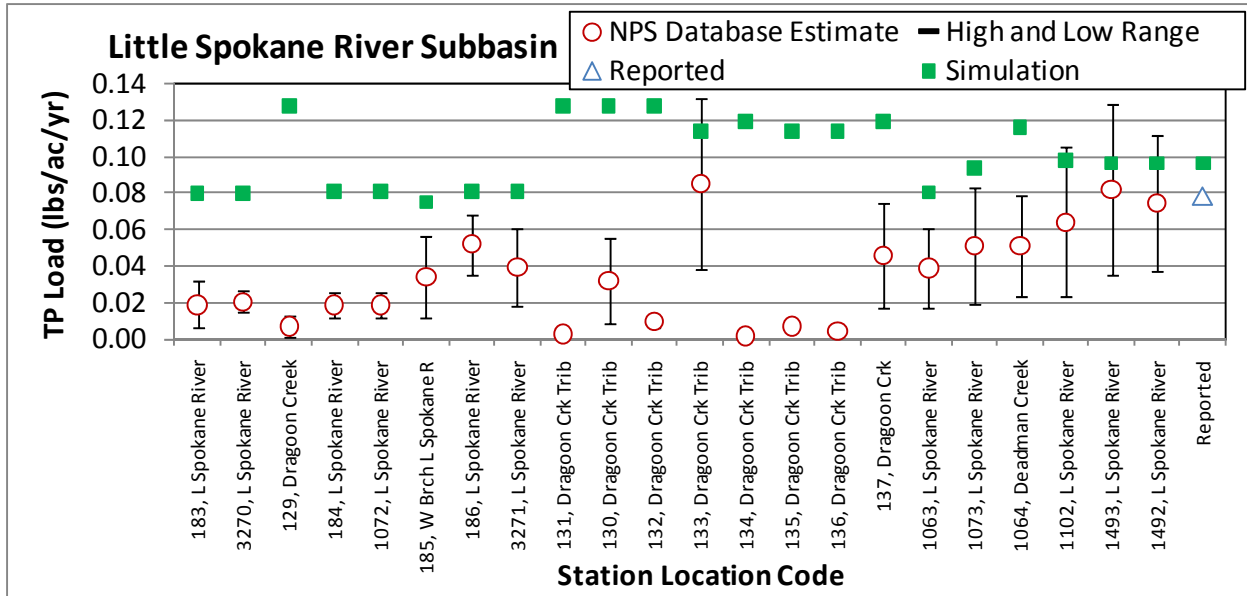 Little Spokane River Subbasin
NPS Database Estimate
High and Low Range
Reported
Simulation
TP Load (lbs/ac/yr)
0.14
0.12
0.10
0.08
0.06
0.04
0.02
0.00
183, L Spokane River
3270, L Spokane River
129, Dragoon Creek
184, L Spokane River
1072, L Spokane River
185, W Brch L Spokane R
186, L Spokane River
3271, L Spokane River
131, Dragoon Crk Trib
130, Dragoon Crk Trib
132, Dragoon Crk Trib
133, Dragoon Crk Trib
134, Dragoon Crk Trib
135, Dragoon Crk Trib
136, Dragoon Crk Trib
137, Dragoon Crk
1063, L Spokane River
1073, L Spokane River
1064, Deadman Creek
1102, L Spokane River
1493, L Spokane River
1492, L Spokane River
Reported
Station Location Code